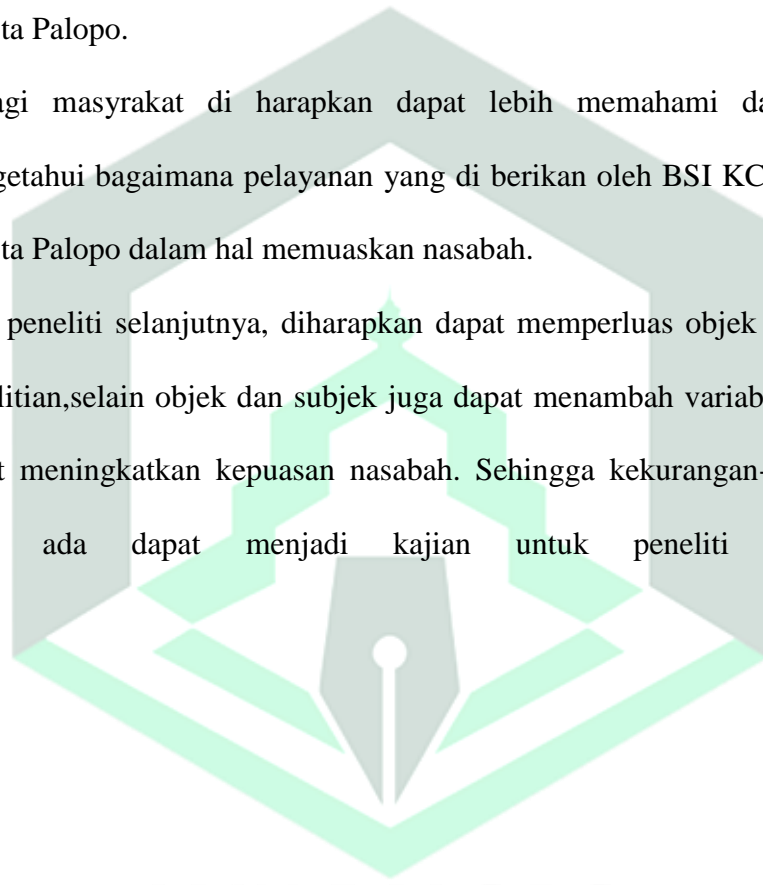 ta Palopo.
agi masyrakat di harapkan dapat lebih memahami da
getahui bagaimana pelayanan yang di berikan oleh BSI KC
ta Palopo dalam hal memuaskan nasabah.
peneliti selanjutnya, diharapkan dapat memperluas objek
litian,selain objek dan subjek juga dapat menambah variab
t meningkatkan kepuasan nasabah. Sehingga kekurangan-
ada dapat menjadi kajian untuk peneliti